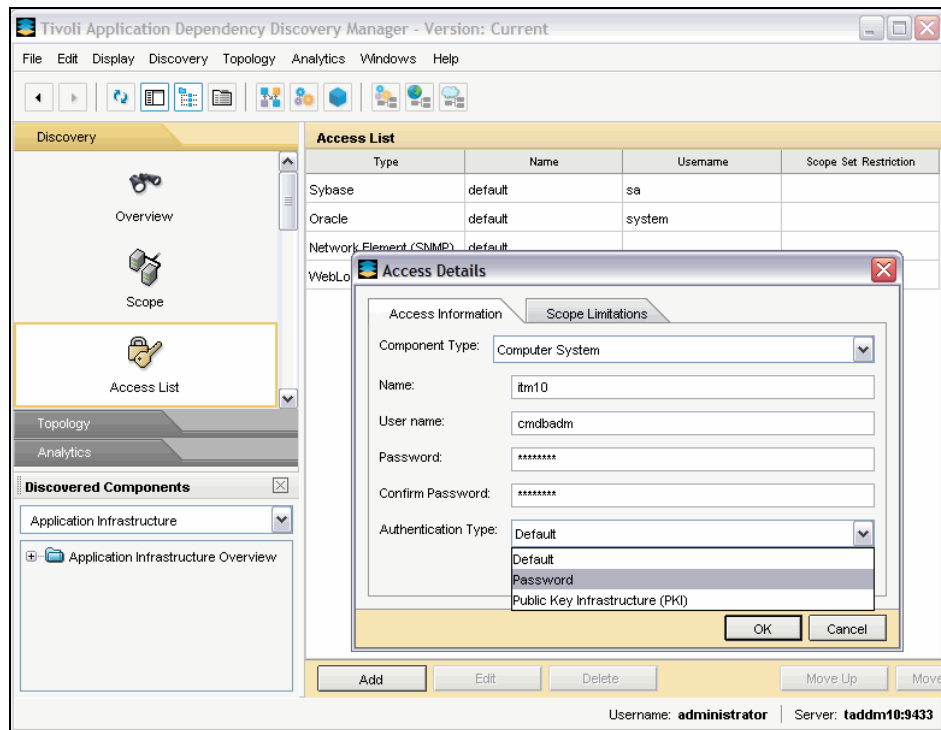 Tivoli Application Dependency Discovery Manager - Version: Current
File Edit Display Discovery Topology Analytics Windows Help
Discovery
Overview
Scope
Access List
Topology
Analytics
Discovered Components
Application Infrastructure
Application Infrastructure Overview
Access List
Type Name Username Scope Set Restriction
Sybase default sa
Oracle default system
Network Element (SNMP) default
WebLo
Access Details
Access Information Scope Limitations
Component Type: Computer System
Name: itm10
User name: cmdbadm
Password: ********
Confirm Password: ********
Authentication Type: Default
Default
Password
Public Key Infrastructure (PKI)
OK Cancel
Add Edit Delete Move Up Move
Username: administrator Server: taddm10:9433